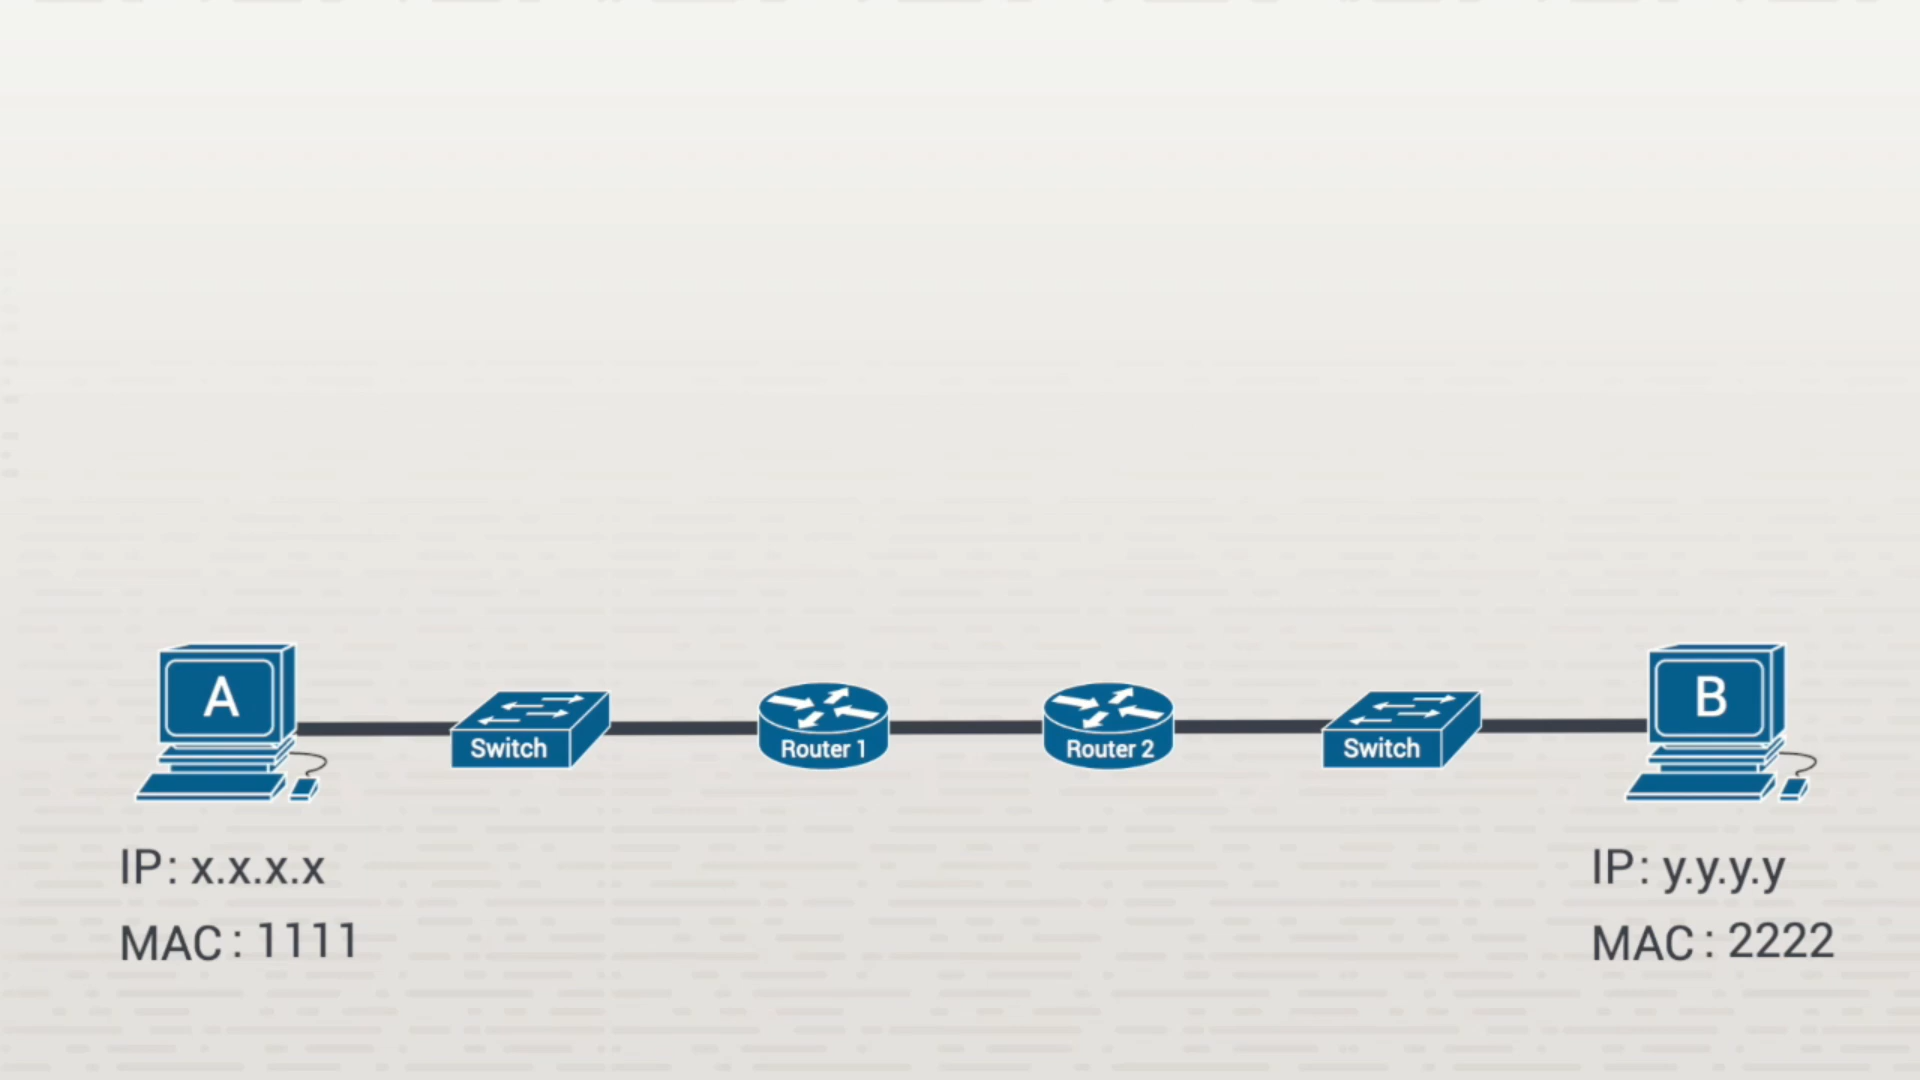 A
B
Switch
Router 1
Router 2
Switch
IP: x.x.x.x
MAC: 1111
IP: y.y.y.y
MAC: 2222